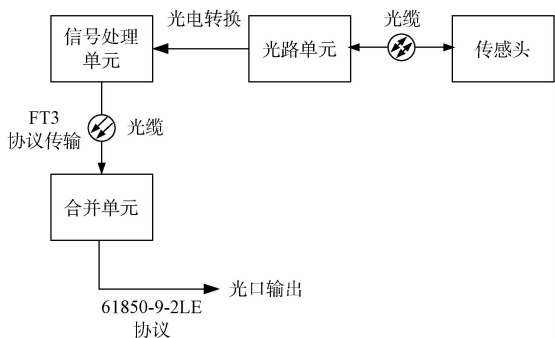 信号处理
单元
光电转换
光路单元
光缆
传感头
FT3
协议传输
光缆
合并单元
61850-9-2LE
协议
光口输出